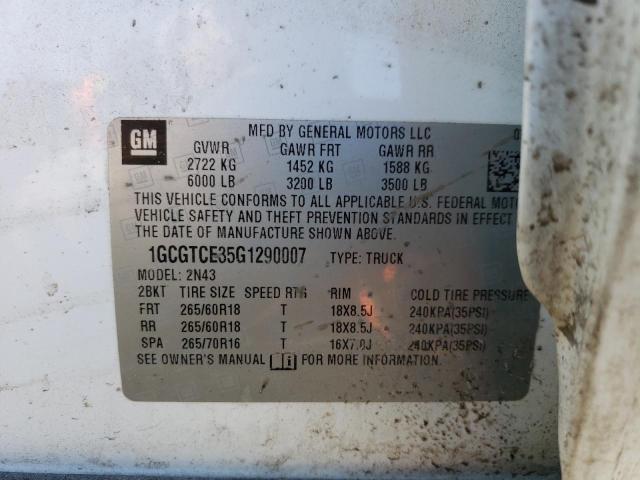 GM
MFD BY GENERAL MOTORS LLC
GVWR GAWR FRT GAWR RR
2722 KG 1452 KG 1588 KG
6000 LB 3200 LB 3500 LB
THIS VEHICLE CONFORMS TO ALL APPLICABLE U.S. FEDERAL MOTO
VEHICLE SAFETY AND THEFT PREVENTION STANDARDS IN EFFECT
THE DATE OF MANUFACTURE SHOWN ABOVE.
1GCGTCE35G1290007 TYPE: TRUCK
MODEL: 2N43
2BKT TIRE SIZE SPEED RTG RIM COLD TIRE PRESSURE
FRT 265/60R18 T 18X8.5J 240KPA(35PSI)
RR 265/60R18 T 18X8.5J 240KPA(35PSI)
SPA 265/70R16 T 16X7.0J 240KPA(35PSI)
SEE OWNER'S MANUAL FOR MORE INFORMATION.